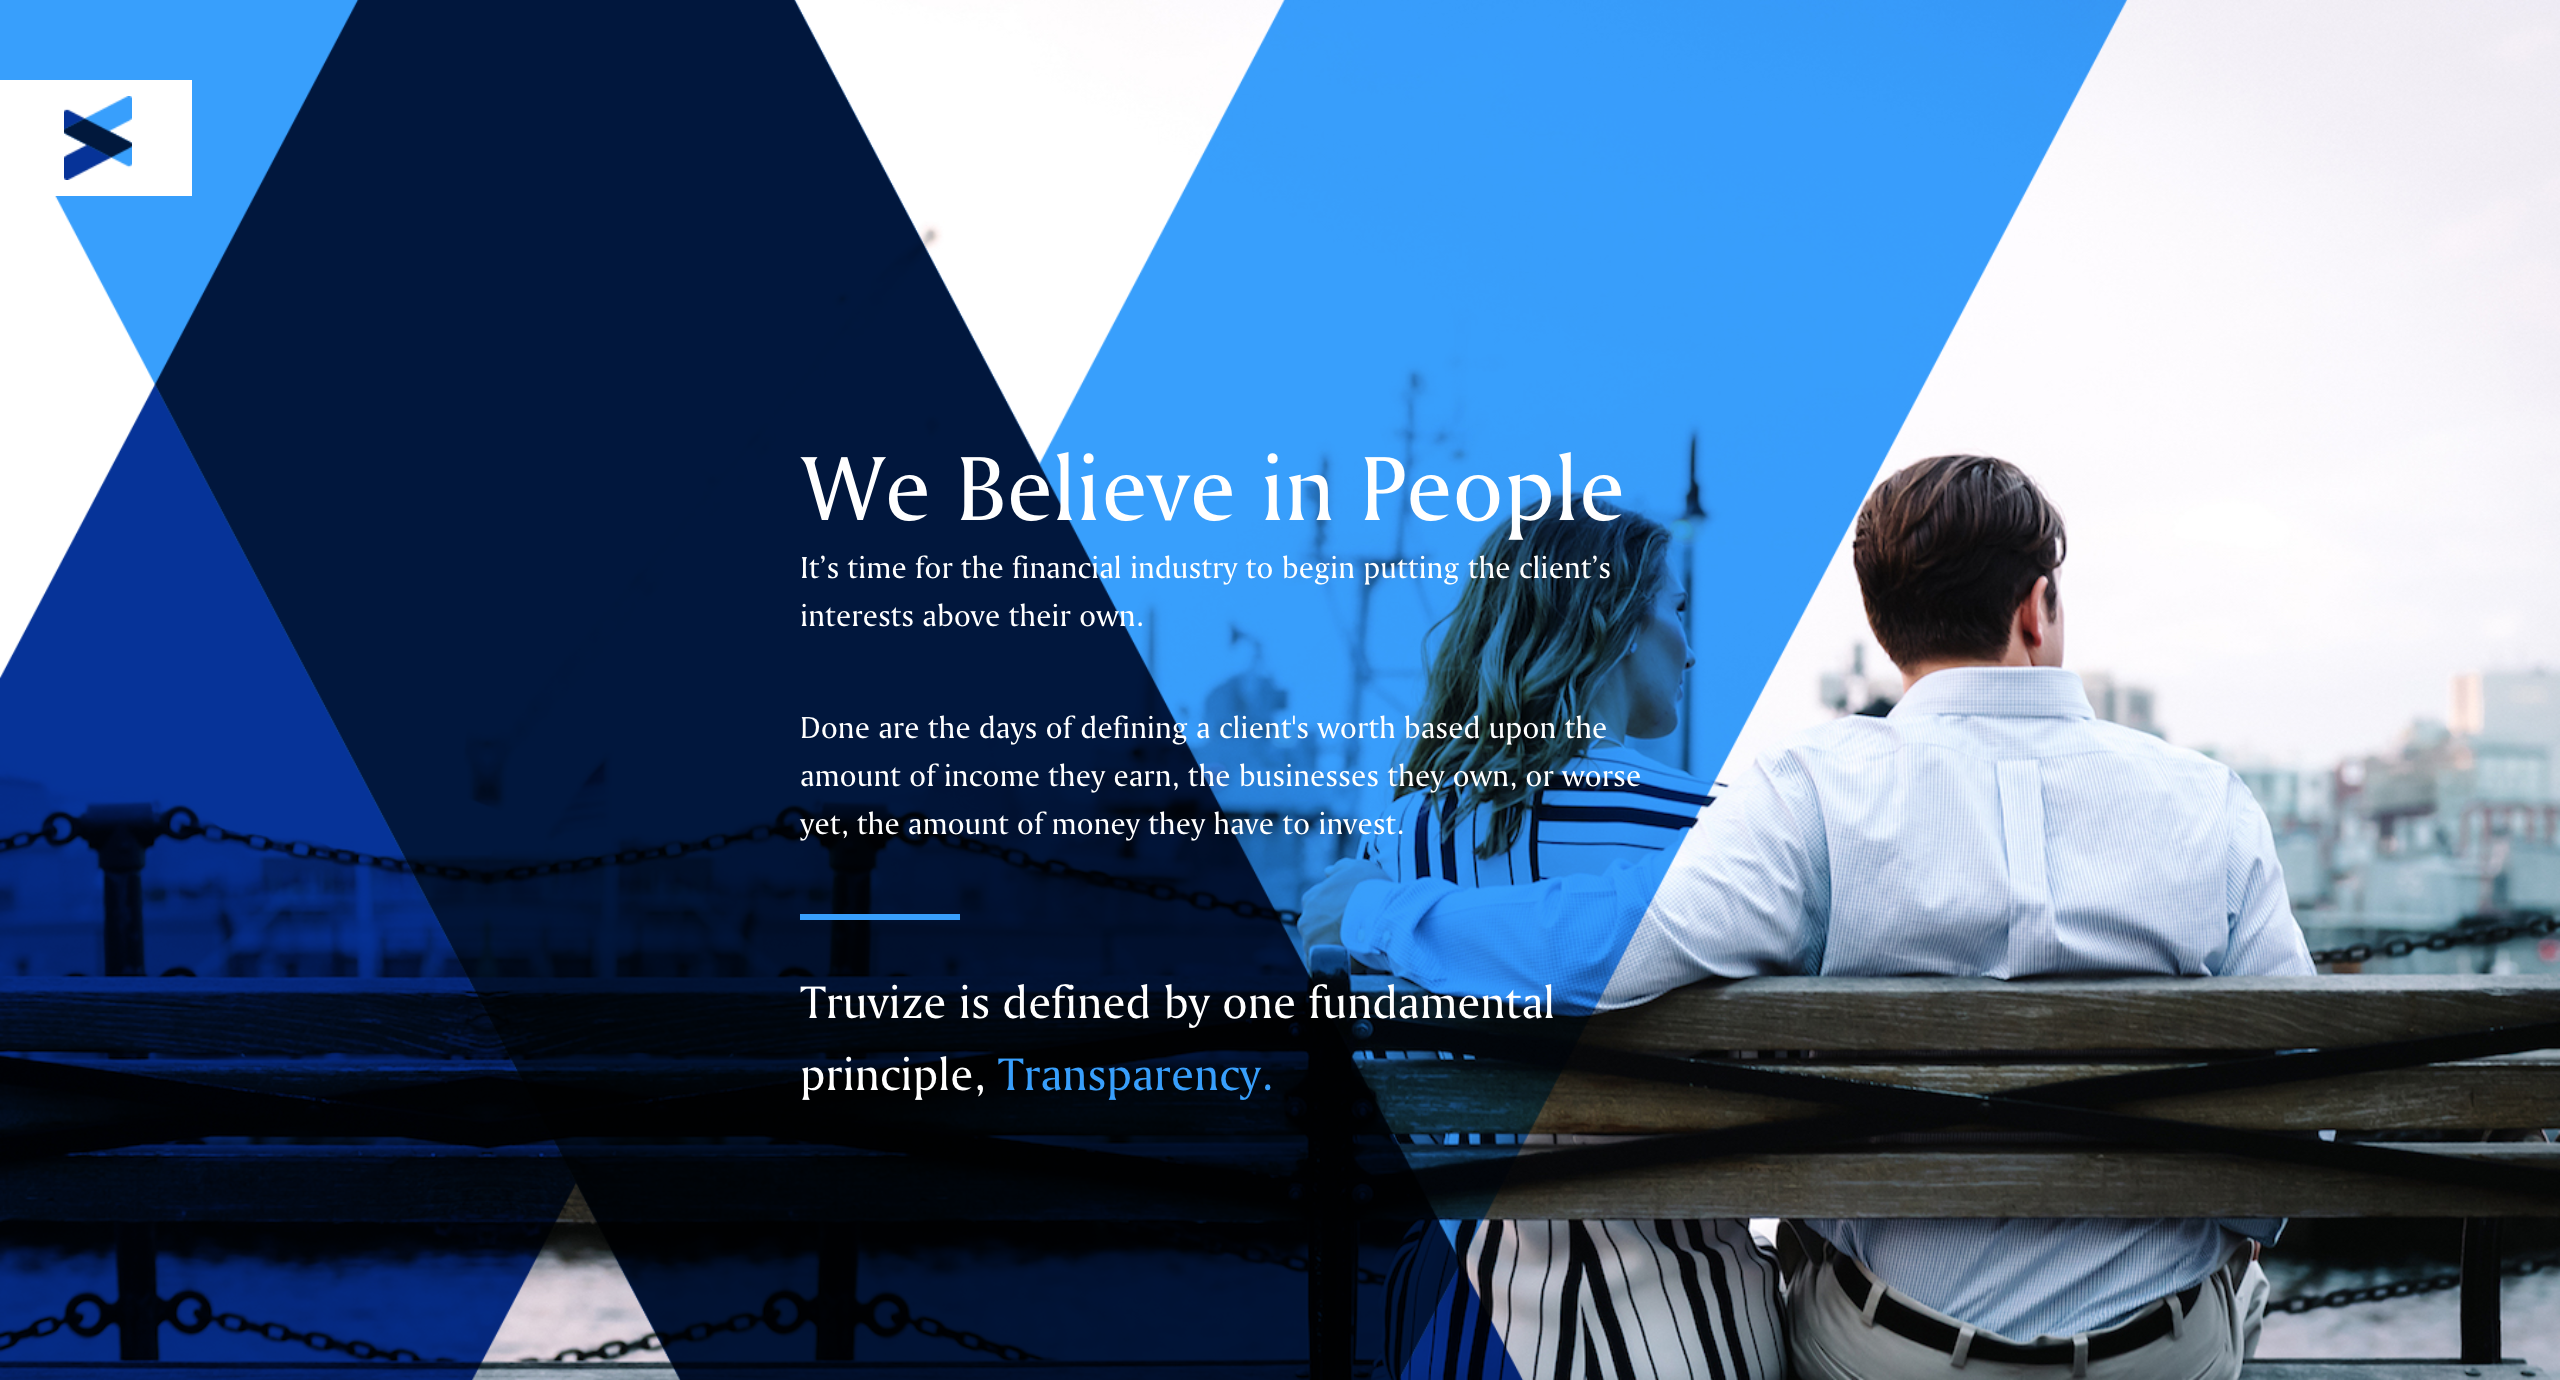 We Believe in People
It’s time for the financial industry to begin putting the client’s
interests above their own.
Done are the days of defining a client's worth based upon the
amount of income they earn, the businesses they own, or worse
yet, the amount of money they have to invest.
Truvize is defined by one fundamental
principle, Transparency.